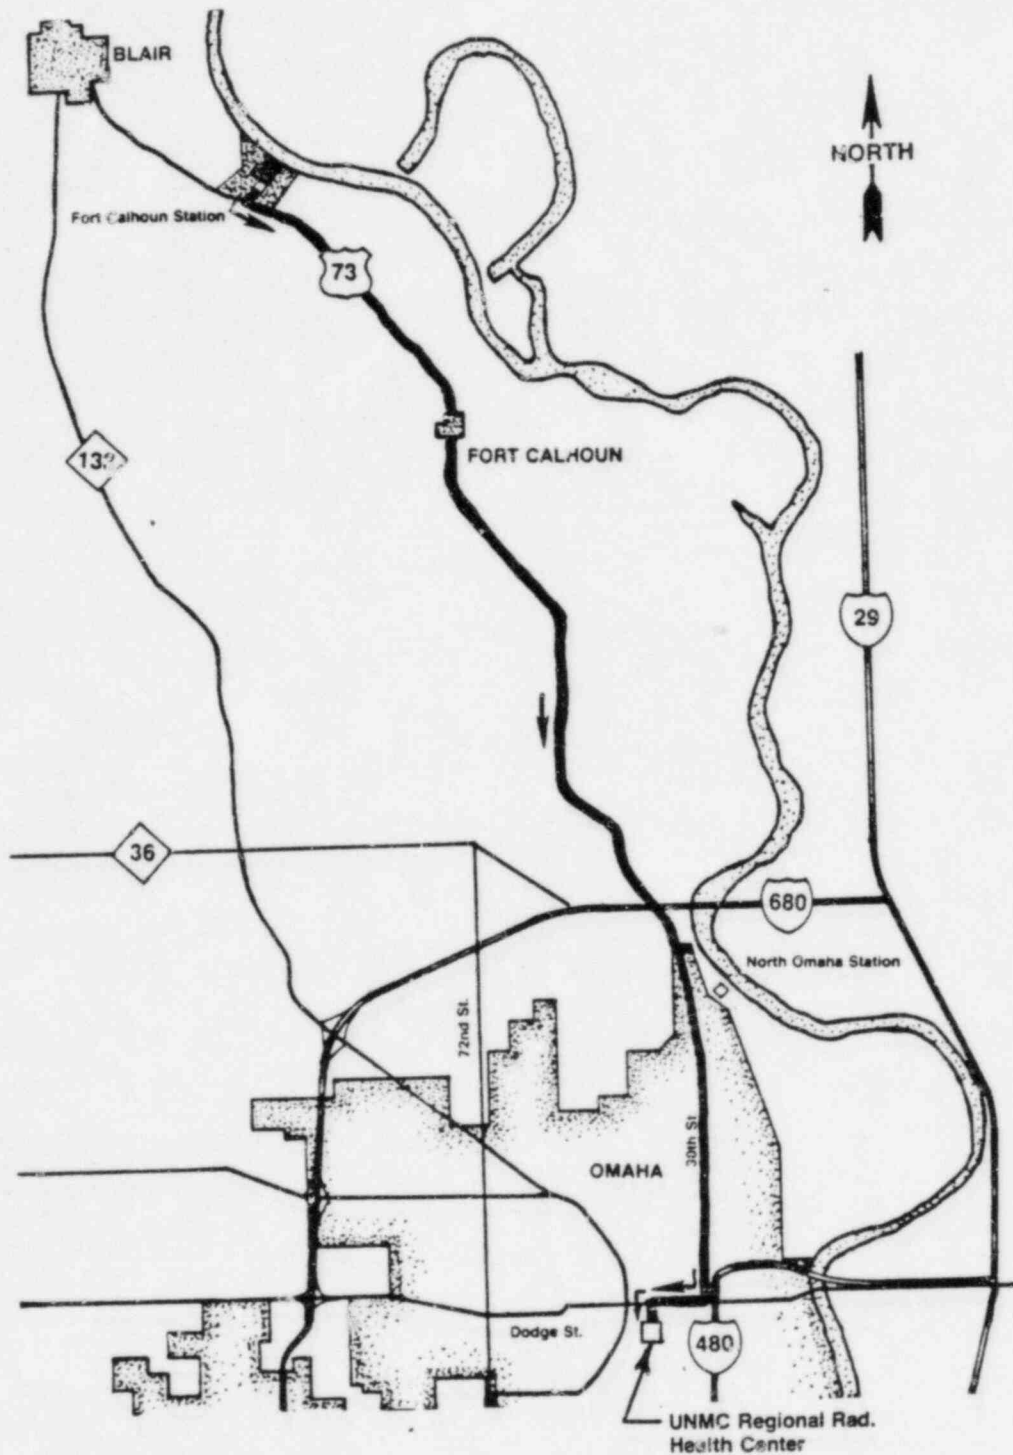 BLAIR
NORTH
Fort Calhoun Station
73
FORT CALHOUN
133
29
36
680
North Omaha Station
72nd St.
30th St
OMAHA
Dodge St.
480
UNMC Regional Rad.
Health Center